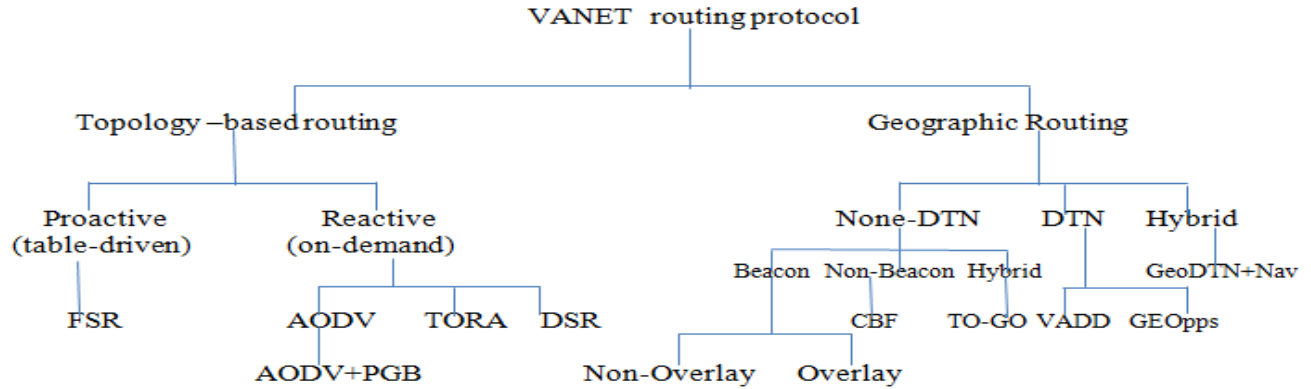 VANET routing protocol
Topology –based routing
Geographic Routing
Proactive
(table-driven)
Reactive
(on-demand)
None-DTN
DTN
Hybrid
Beacon
Non-Beacon
Hybrid
GeoDTN+Nav
FSR
AODV
TORA
DSR
CBF
TO-GO
VADD
GEOpps
AODV+PGB
Non-Overlay
Overlay